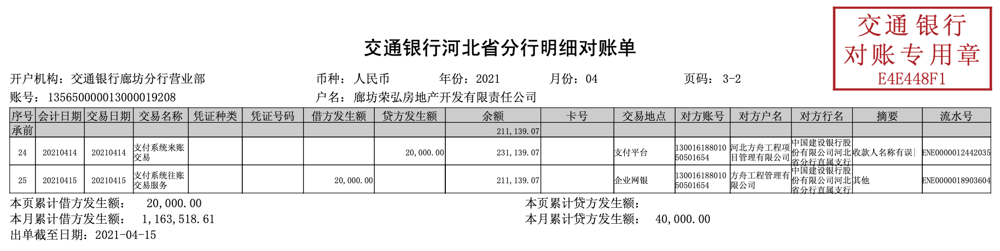 交通银行
对账专用章
E4E448F1
交通银行河北省分行明细对账单
开户机构：交通银行廊坊分行营业部 币种：人民币 年份：2021 月份：04 页码：3-2
账号：135650000013000019208 户名：廊坊荣弘房地产开发有限责任公司
序号 会计日期 交易日期 交易名称 凭证种类 凭证号码 借方发生额 贷方发生额 余额 卡号 交易地点 对方账号 对方户名 对方行名 摘要 流水号
承前 211,139.07
24 20210414 20210414 支付系统来账交易 20,000.00 231,139.07 支付平台 13001618801050501654 河北方舟工程项目管理有限公司 中国建设银行股份有限公司河北省分行直属支行 收款人名称有误| ENE0000012442035
25 20210415 20210415 支付系统往账交易服务 20,000.00 211,139.07 企业网银 13001618801050501654 方舟工程管理有限公司 中国建设银行股份有限公司河北省分行直属支行 其他 ENE0000018903604
本页累计借方发生额： 20,000.00 本页累计贷方发生额：
本月累计借方发生额： 1,163,518.61 本月累计贷方发生额： 40,000.00
出单截至日期：2021-04-15